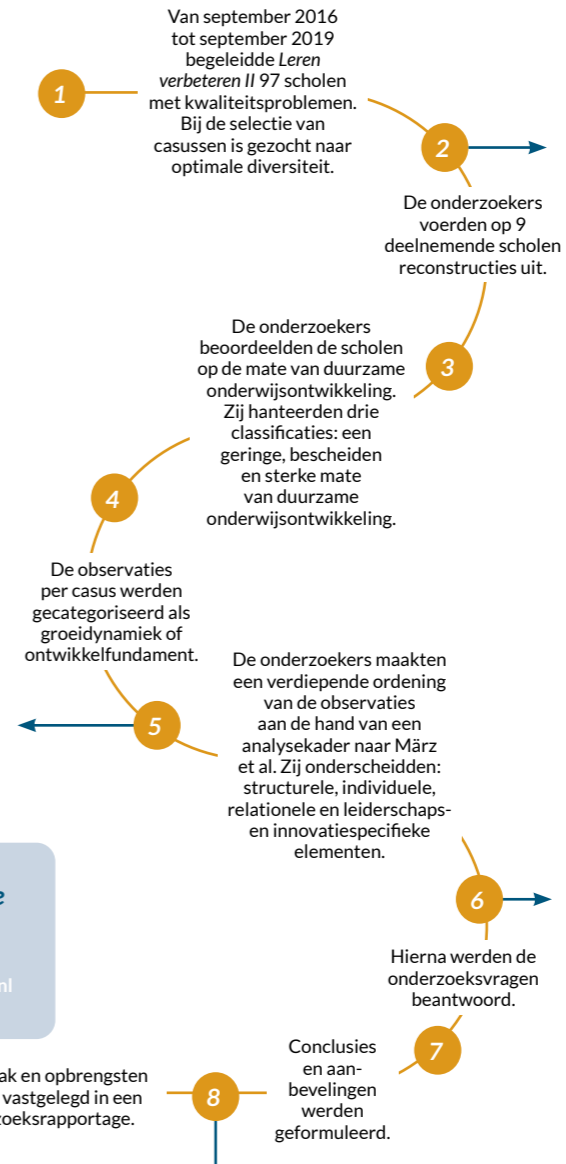 1
Van september 2016
tot september 2019
begeleidde Leren
verbeteren II 97 scholen
met kwaliteitsproblemen.
Bij de selectie van
casussen is gezocht naar
optimale diversiteit.
2
De onderzoekers
voerden op 9
deelnemende scholen
reconstructies uit.
3
De onderzoekers
beoordeelden de scholen
op de mate van duurzame
onderwijsontwikkeling.
Zij hanteerden drie
classificaties: een
geringe, bescheiden
en sterke mate
van duurzame
onderwijsontwikkeling.
4
De observaties
per casus werden
gecategoriseerd als
groeidynamiek of
ontwikkelfundament.
5
De onderzoekers maakten
een verdiepende ordening
van de observaties
aan de hand van een
analysekader naar März
et al. Zij onderscheidden:
structurele, individuele,
relationele en leiderschaps-
en innovatiespecifieke
elementen.
6
Hierna werden de
onderzoeksvragen
beantwoord.
7
Conclusies
en aan-
bevelingen
werden
geformuleerd.
8
ak en opbrengsten
vastgelegd in een
zoeksrapportage.
e
nl